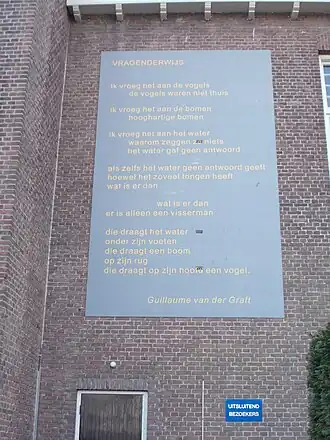 VRAGENDERWIJS
ik vroeg het aan de vogels
de vogels waren niet thuis
ik vroeg het aan de bomen
hooghartige bomen
ik vroeg het aan het water
waarom zeggen ze niets
het water gaf geen antwoord
als zelfs het water geen antwoord geeft
hoewel het zoveel tongen heeft
wat is er dan
wat is er dan
er is alleen een visserman
die draagt het water
onder zijn voeten
die draagt een boom
op zijn rug
die draagt op zijn hoofd een vogel.
Guillaume van der Graft
UITSLUITEND
BEZOEKERS